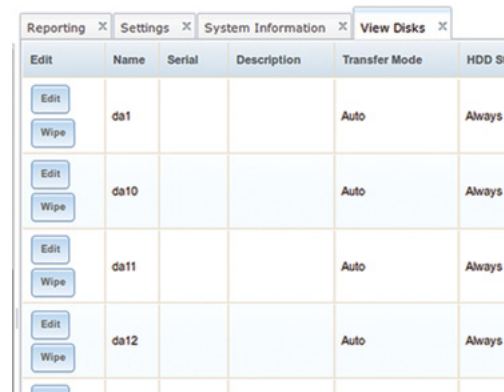 Reporting X Settings X System Information X View Disks X
Edit Name Serial Description Transfer Mode HDD S
Edit
Wipe
da1 Auto Always
Edit
Wipe
da10 Auto Always
Edit
Wipe
da11 Auto Always
Edit
Wipe
da12 Auto Always